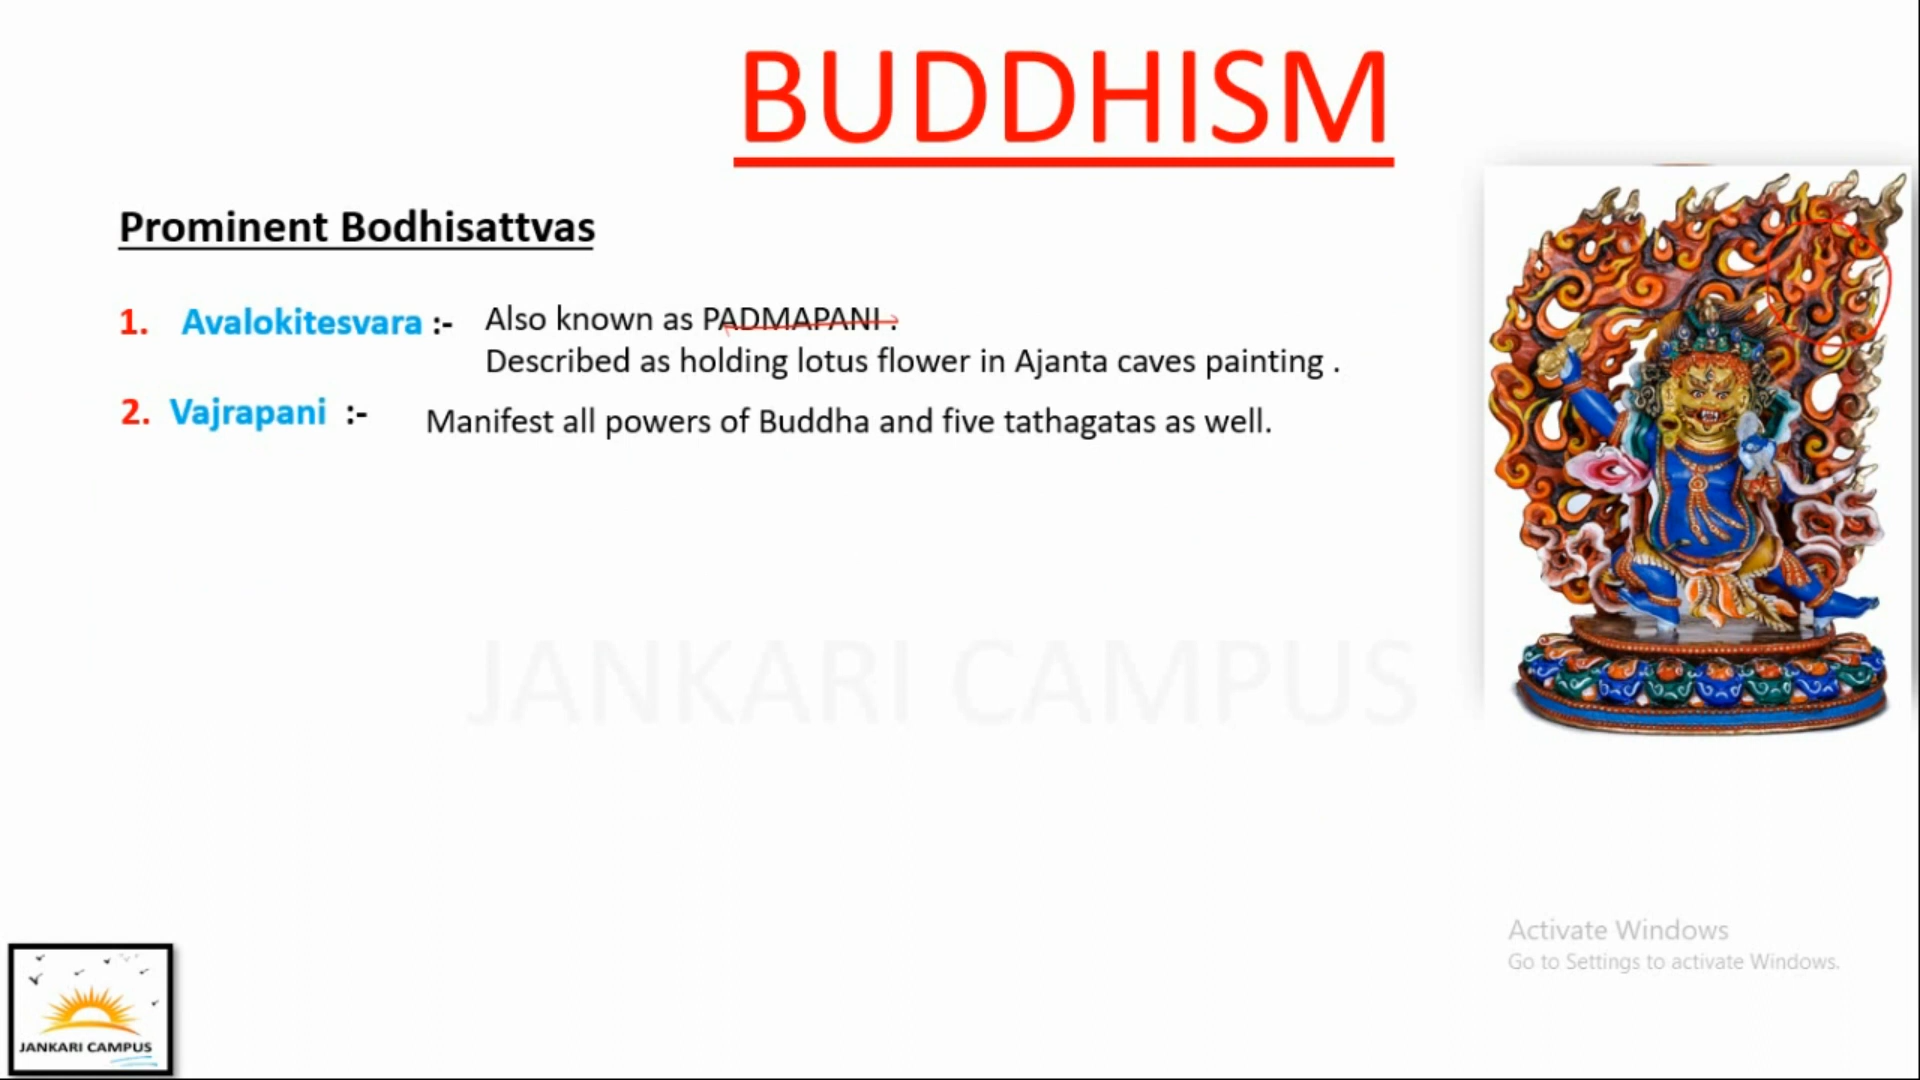 BUDDHISM
Prominent Bodhisattvas
1. Avalokitesvara :- Also known as PADMAPANI .
Described as holding lotus flower in Ajanta caves painting .
2. Vajrapani :- Manifest all powers of Buddha and five tathagatas as well.
JANKARI CAMPUS
Activate Windows
Go to Settings to activate Windows.
JANKARI CAMPUS